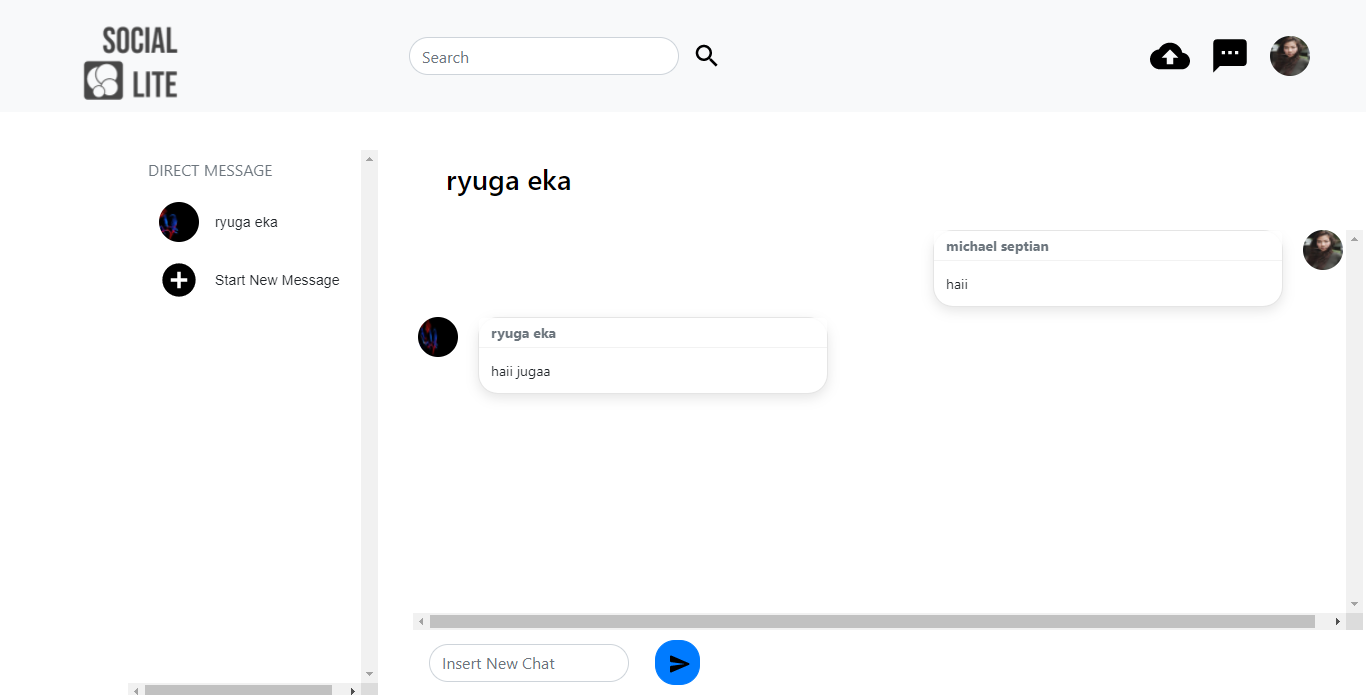 SOCIAL
LITE
Search
DIRECT MESSAGE
ryuga eka
Start New Message
ryuga eka
michael septian
haii
ryuga eka
haii jugaa
Insert New Chat